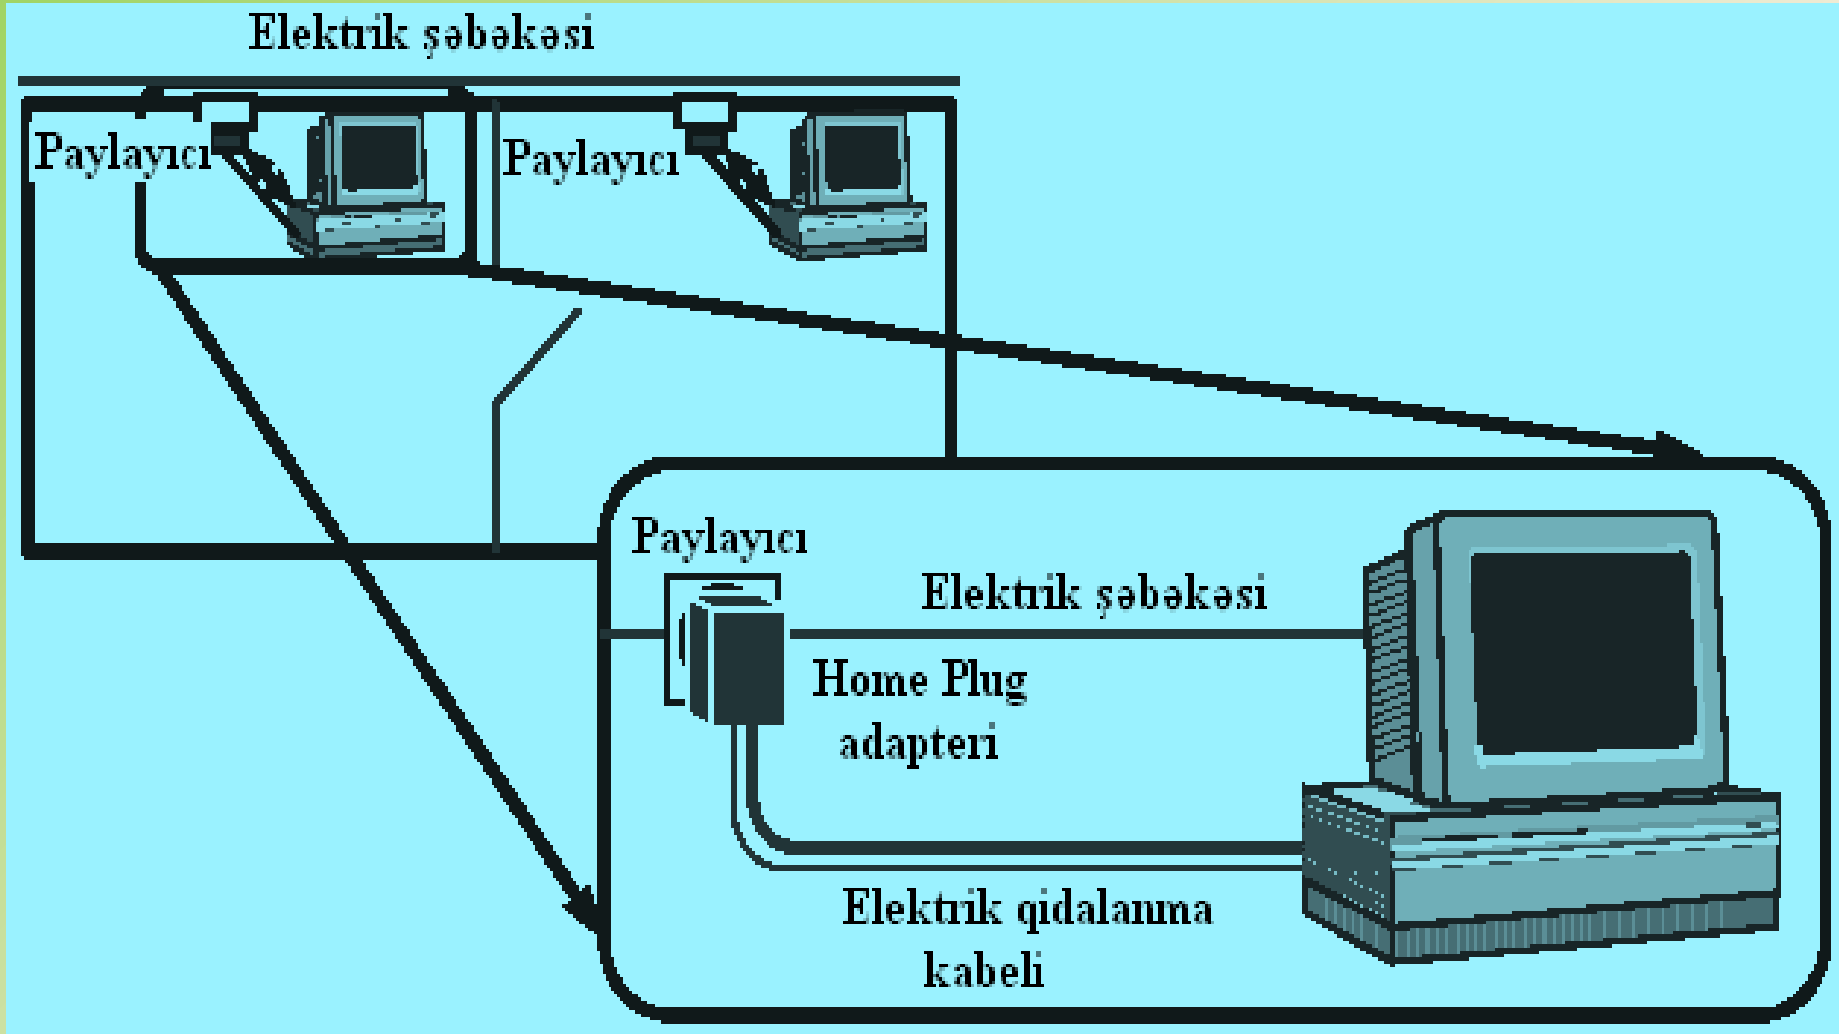 Elektrik şəbəkəsi
Paylayıcı
Paylayıcı
Paylayıcı
Elektrik şəbəkəsi
Home Plug
adapteri
Elektrik qidalanma
kabeli